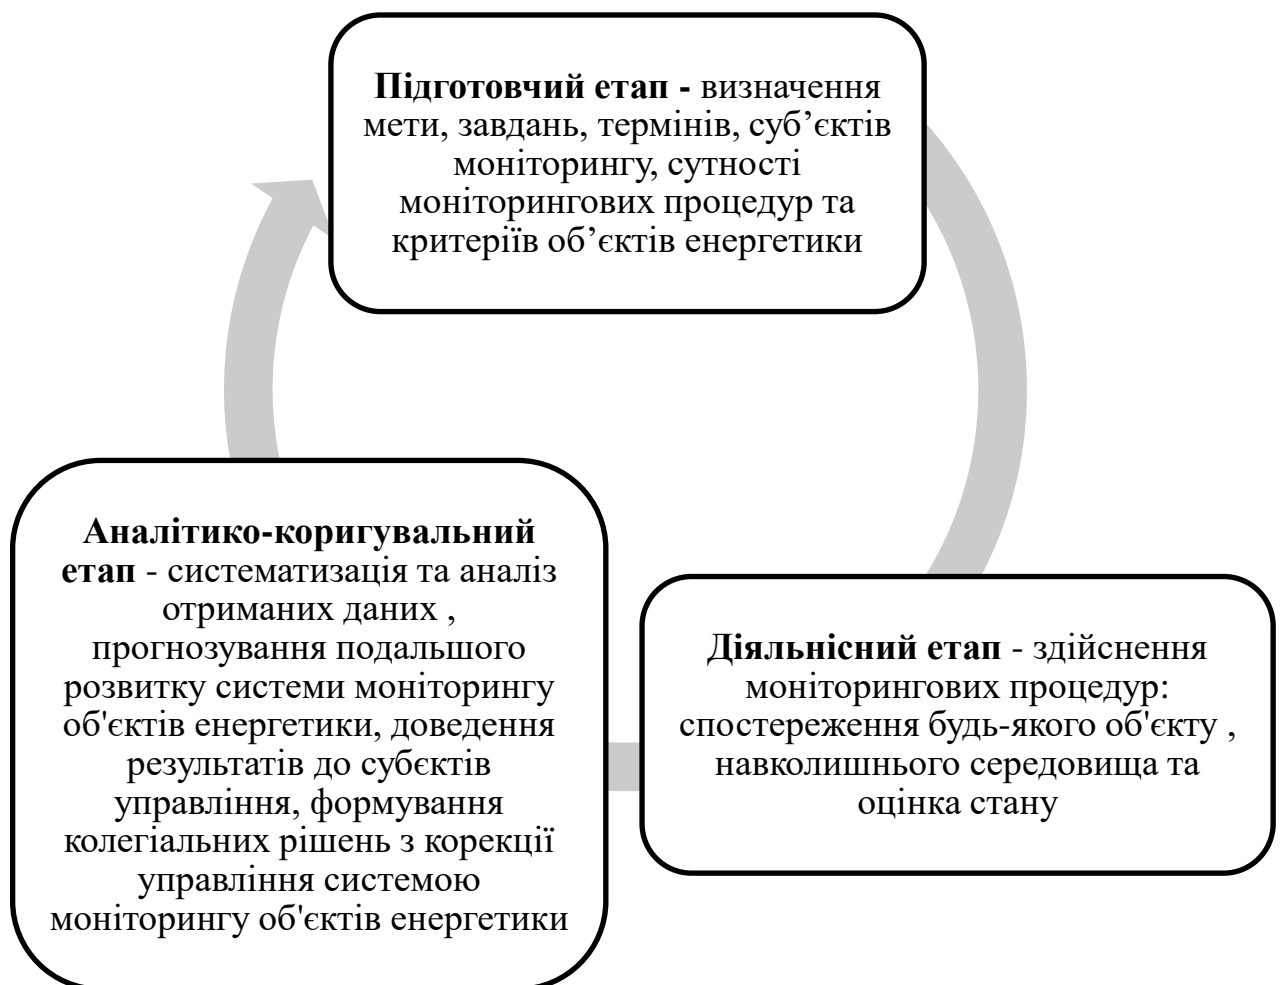 Підготовчий етап - визначення
мети, завдань, термінів, суб’єктів
моніторингу, сутності
моніторингових процедур та
критеріїв об’єктів енергетики
Діяльнісний етап - здійснення
моніторингових процедур:
спостереження будь-якого об'єкту ,
навколишнього середовища та
оцінка стану
Аналітико-коригувальний
етап - систематизація та аналіз
отриманих даних ,
прогнозування подальшого
розвитку системи моніторингу
об'єктів енергетики, доведення
результатів до субєктів
управління, формування
колегіальних рішень з корекції
управління системою
моніторингу об'єктів енергетики